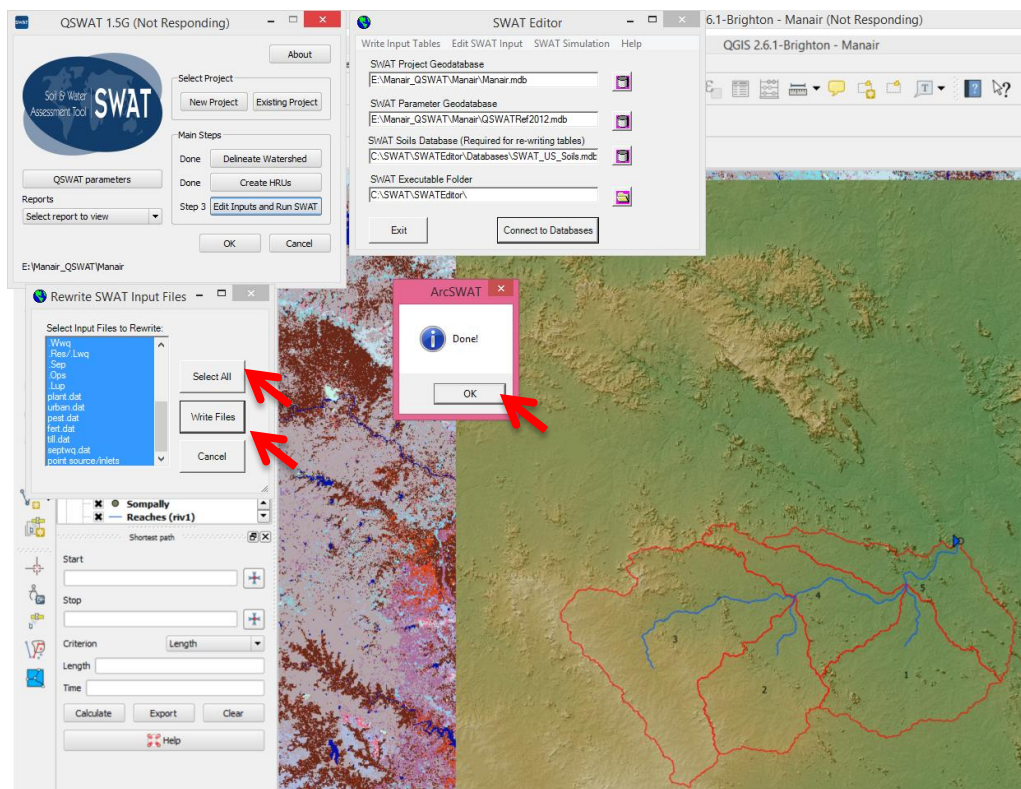 QSWAT 1.5G (Not Responding)
About
Soil & Water
Assessment Tool
SWAT
Select Project
New Project
Existing Project
Main Steps
Done
Delineate Watershed
Done
Create HRUs
Step 3
Edit Inputs and Run SWAT
QSWAT parameters
Reports
Select report to view
OK
Cancel
E:\Manair_QSWAT\Manair
SWAT Editor
Write Input Tables Edit SWAT Input SWAT Simulation Help
SWAT Project Geodatabase
E:\Manair_QSWAT\Manair\Manair.mdb
SWAT Parameter Geodatabase
E:\Manair_QSWAT\Manair\QSWATRef2012.mdb
SWAT Soils Database (Required for re-writing tables)
C:\SWAT\SWATEditor\Databases\SWAT_US_Soils.mdb
SWAT Executable Folder
C:\SWAT\SWATEditor\
Exit
Connect to Databases
6.1-Brighton - Manair (Not Responding)
QGIS 2.6.1-Brighton - Manair
Rewrite SWAT Input Files
Select Input Files to Rewrite:
.Wwq
.Res/.Lwq
.Sep
.Ops
.Lup
plant.dat
urban.dat
pest.dat
fert.dat
till.dat
septwq.dat
point source/inlets
Select All
Write Files
Cancel
ArcSWAT
Done!
OK
Sompally
Reaches (riv1)
Shortest path
Start
Stop
Criterion
Length
Length
Time
Calculate
Export
Clear
Help
3
4
5
2
1